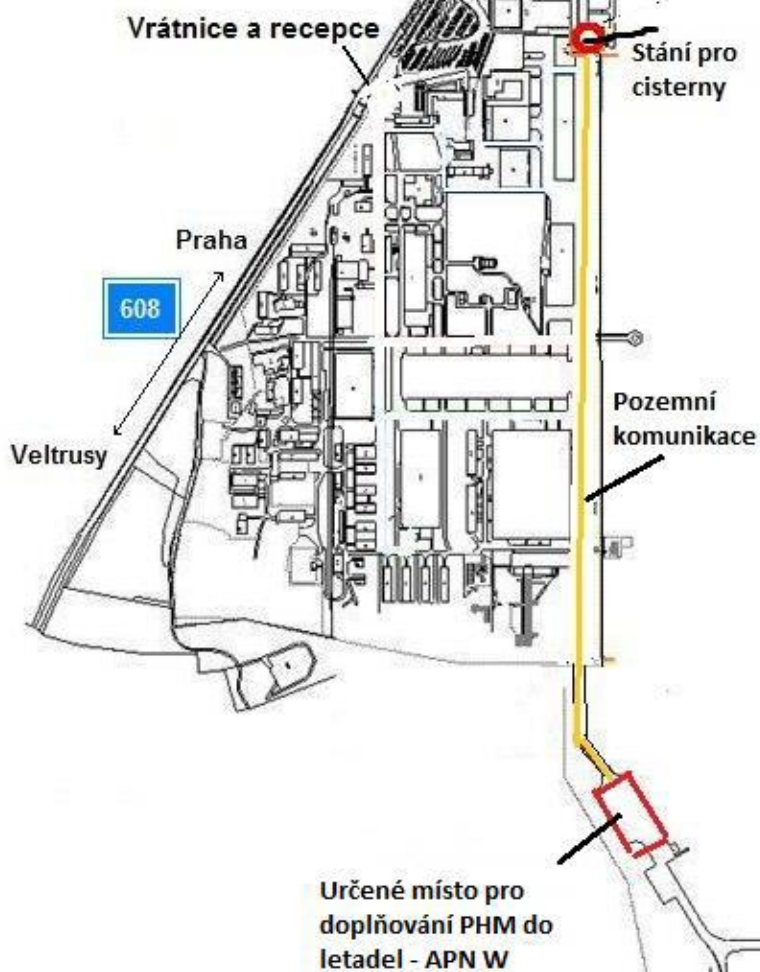 Vrátnice a recepce
Stání pro
cisterny
Praha
608
Veltrusy
Pozemní
komunikace
Určené místo pro
doplňování PHM do
letadel - APN W